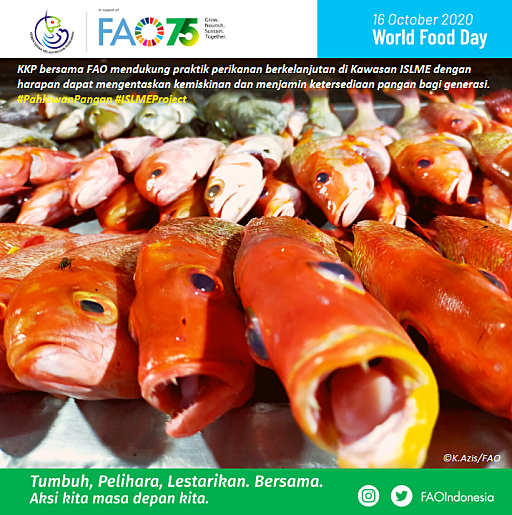 In support of
FAO75
Grow,
Nourish,
Sustain.
Together.
16 October 2020
World Food Day
KKP bersama FAO mendukung praktik perikanan berkelanjutan di Kawasan ISLME dengan
harapan dapat mengentaskan kemiskinan dan menjamin ketersediaan pangan bagi generasi.
#PahlawanPangan #ISLMEProject
©K.Azis/FAO
Tumbuh, Pelihara, Lestarikan. Bersama.
Aksi kita masa depan kita.
FAOIndonesia